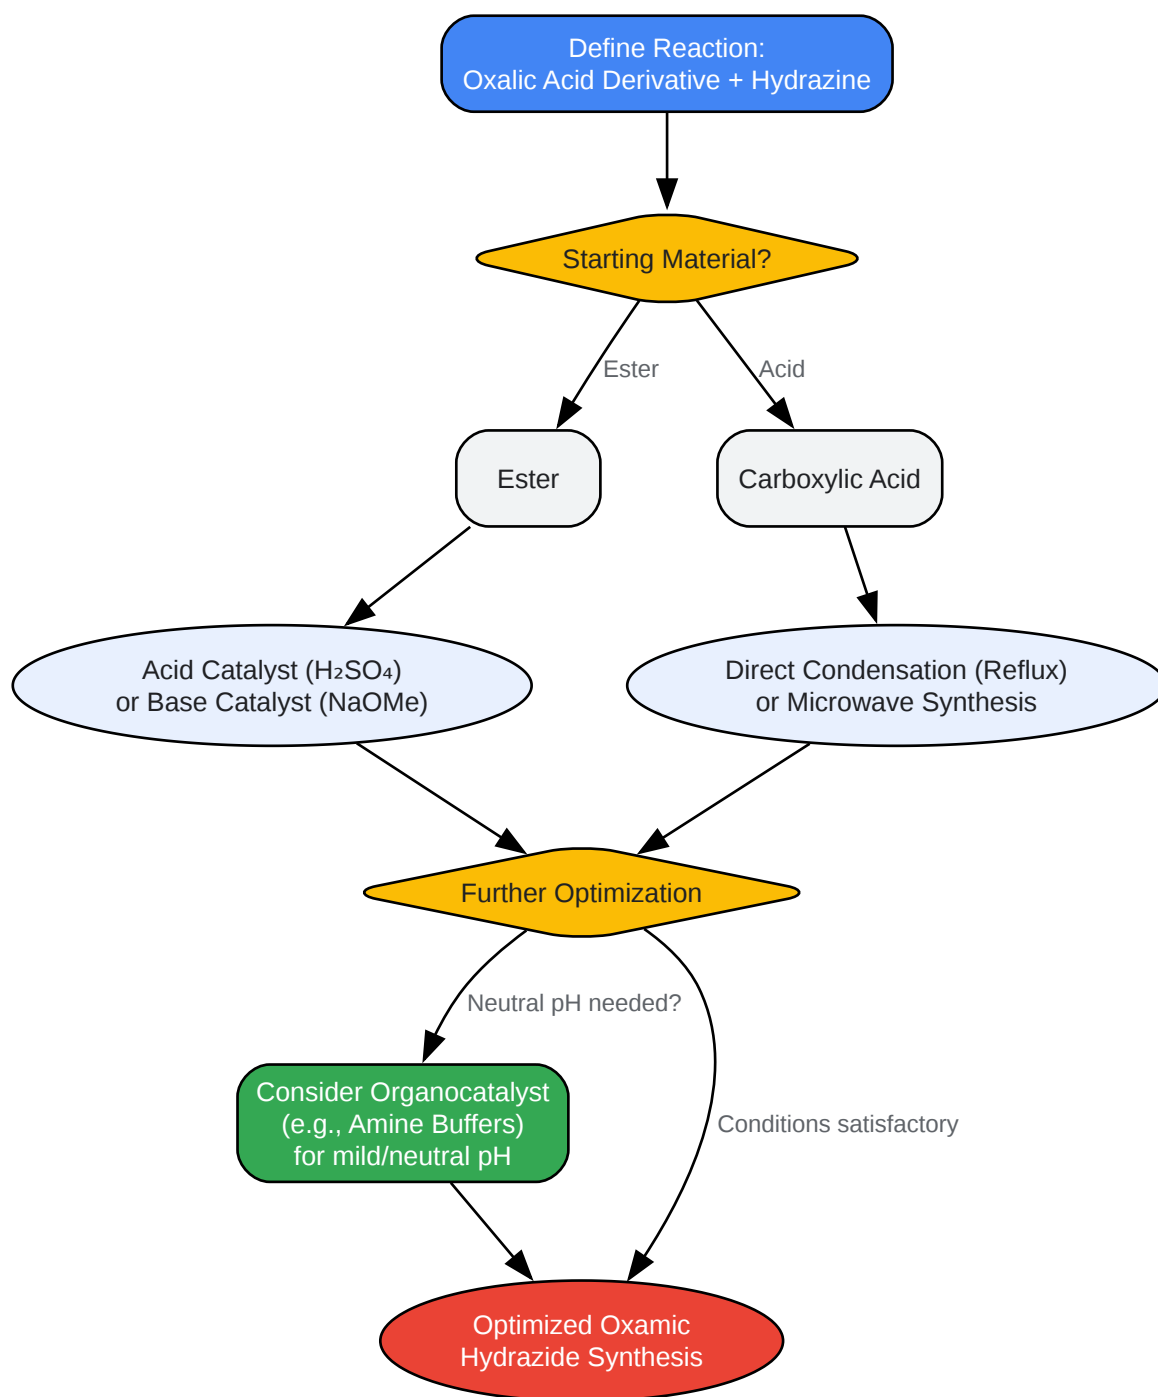 Define Reaction:
Oxalic Acid Derivative + Hydrazine
Starting Material?
Ester
Acid
Ester
Carboxylic Acid
Acid Catalyst (H₂SO₄)
or Base Catalyst (NaOMe)
Direct Condensation (Reflux)
or Microwave Synthesis
Further Optimization
Neutral pH needed?
Consider Organocatalyst
(e.g., Amine Buffers)
for mild/neutral pH
Conditions satisfactory
Optimized Oxamic
Hydrazide Synthesis